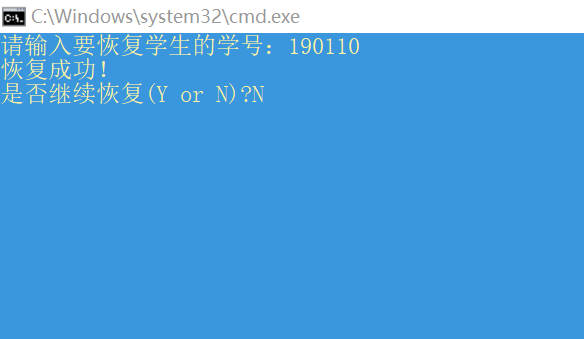 C:\Windows\system32\cmd.exe
请输入要恢复学生的学号：190110
恢复成功！
是否继续恢复(Y or N)?N